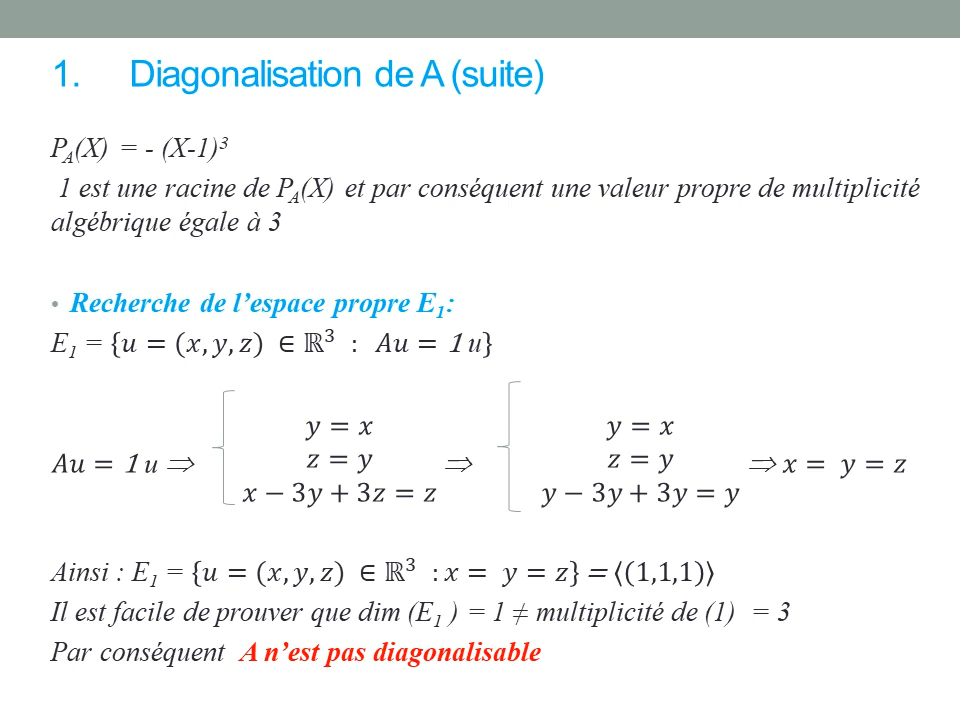 1. Diagonalisation de A (suite)
P_A(X) = - (X-1)³
1 est une racine de P_A(X) et par conséquent une valeur propre de multiplicité
algébrique égale à 3
• Recherche de l’espace propre E₁:
E₁ = {u = (x, y, z) ∈ ℝ³ : Au = 1 u}
y = x
y = x
z = y
z = y
Au = 1 u ⇒ ⇒ ⇒ x = y = z
x − 3y + 3z = z
y − 3y + 3y = y
Ainsi : E₁ = {u = (x, y, z) ∈ ℝ³ : x = y = z} = ⟨(1,1,1)⟩
Il est facile de prouver que dim (E₁ ) = 1 ≠ multiplicité de (1) = 3
Par conséquent A n’est pas diagonalisable